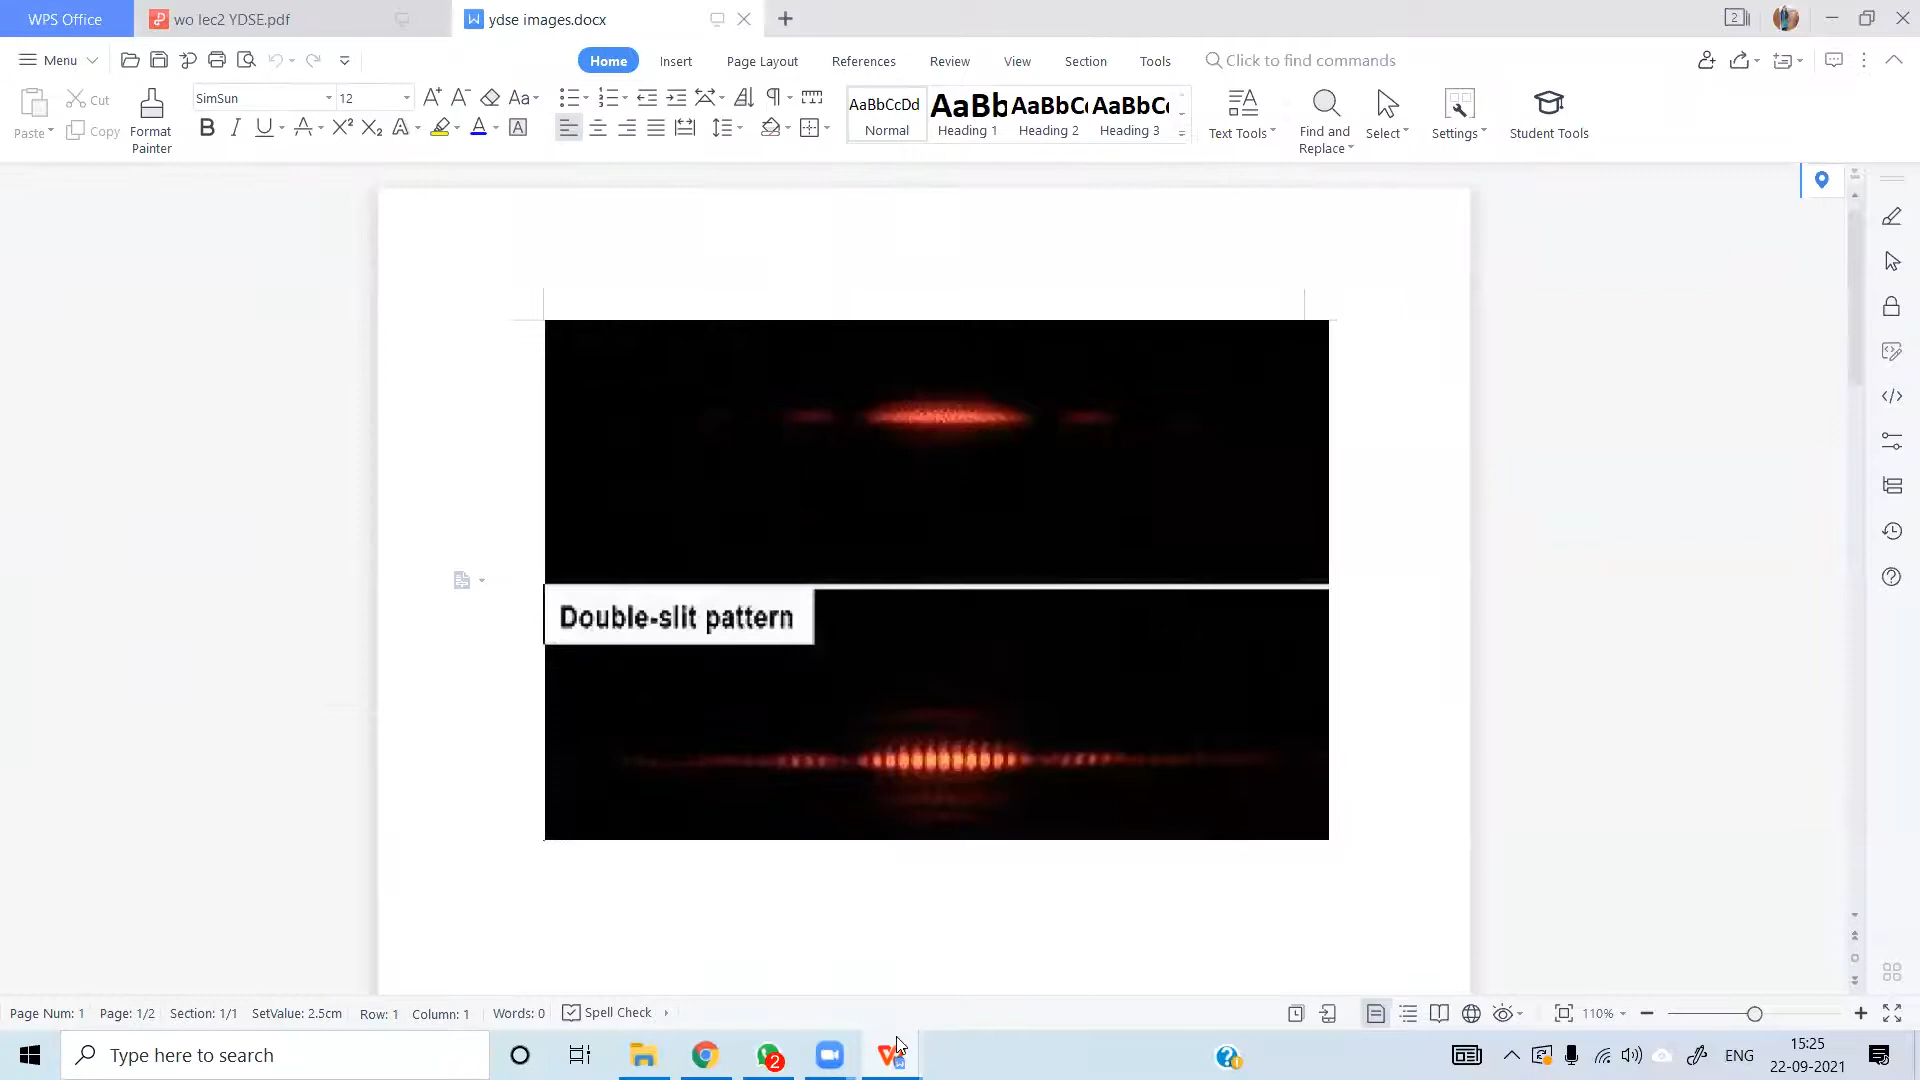 WPS Office wo lec2 YDSE.pdf ydse images.docx 2
Menu Home Insert Page Layout References Review View Section Tools Click to find commands
SimSun 12
Paste Cut Copy Format Painter
AaBbCcDd AaBb AaBbC AaBbC
Normal Heading 1 Heading 2 Heading 3
Text Tools Find and Replace Select Settings Student Tools
Double-slit pattern
Page Num: 1 Page: 1/2 Section: 1/1 SetValue: 2.5cm Row: 1 Column: 1 Words: 0 Spell Check 110%
Type here to search 2 ENG 15:25
22-09-2021